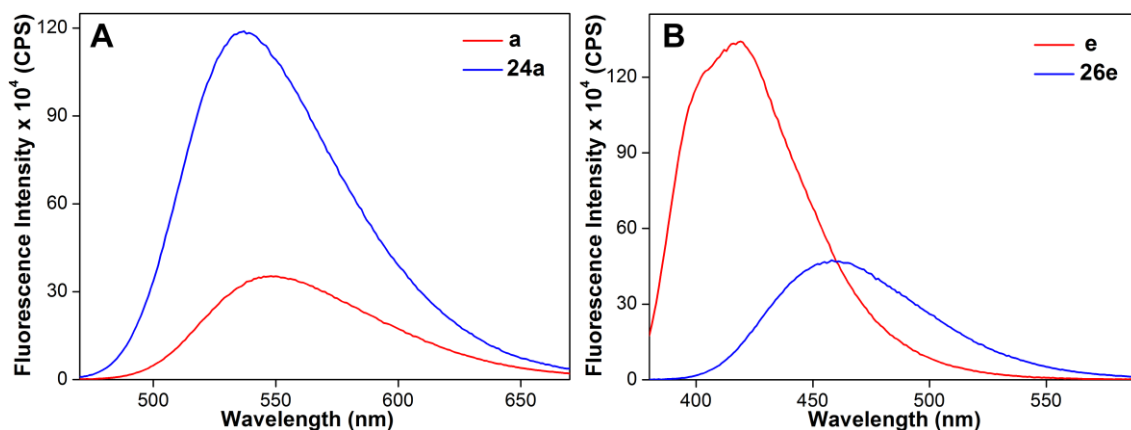 A
a
24a
Fluorescence Intensity x 10⁴ (CPS)
120
90
60
30
0
500
550
600
650
Wavelength (nm)
B
e
26e
Fluorescence Intensity x 10⁴ (CPS)
120
90
60
30
0
400
450
500
550
Wavelength (nm)